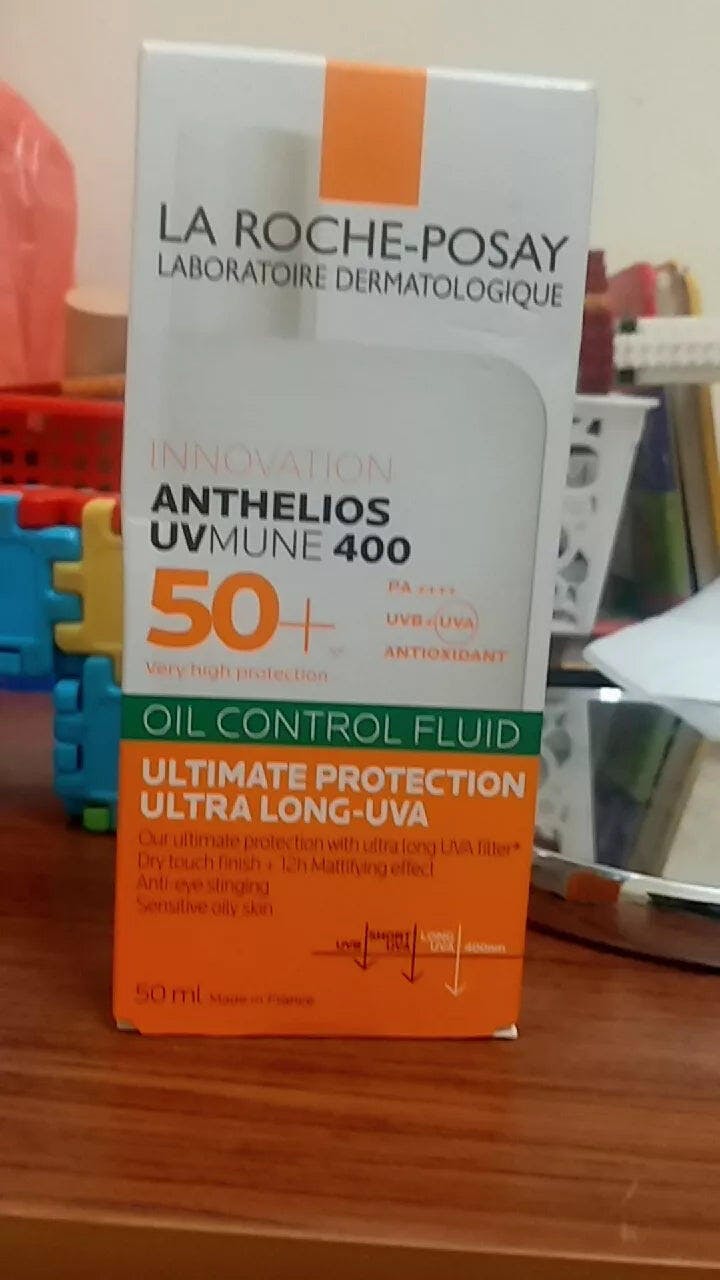 LA ROCHE-POSAY
LABORATOIRE DERMATOLOGIQUE
INNOVATION
ANTHELIOS
UVMUNE 400
50+
PA ++++
UVB+UVA
ANTIOXIDANT
Very high protection
OIL CONTROL FLUID
ULTIMATE PROTECTION
ULTRA LONG-UVA
Our ultimate protection with ultra long UVA filter*
Dry touch finish + 12h Mattifying effect
Anti-eye stinging
Sensitive oily skin
UVB SHORT UVA LONG UVA 400nm
50 ml Made in France